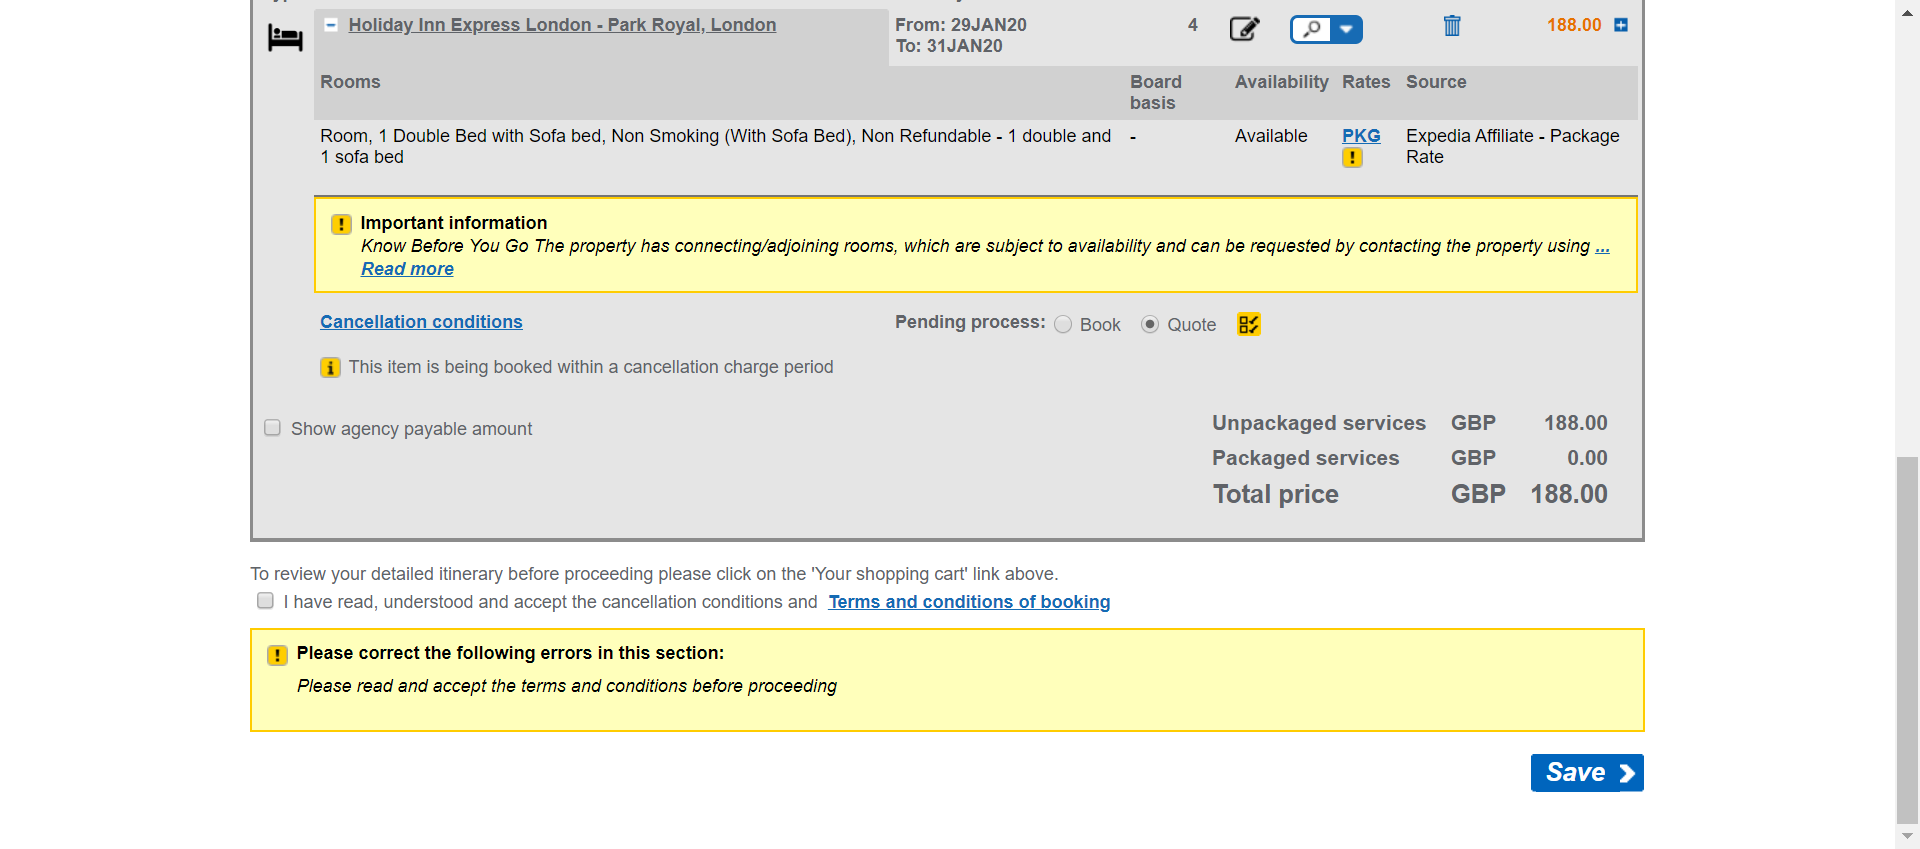 Holiday Inn Express London - Park Royal, London
From: 29JAN20
To: 31JAN20
4
188.00
Rooms
Board basis
Availability
Rates
Source
Room, 1 Double Bed with Sofa bed, Non Smoking (With Sofa Bed), Non Refundable - 1 double and
1 sofa bed
-
Available
PKG
Expedia Affiliate - Package
Rate
Important information
Know Before You Go The property has connecting/adjoining rooms, which are subject to availability and can be requested by contacting the property using ...
Read more
Cancellation conditions
Pending process: Book Quote
This item is being booked within a cancellation charge period
Show agency payable amount
Unpackaged services GBP 188.00
Packaged services GBP 0.00
Total price GBP 188.00
To review your detailed itinerary before proceeding please click on the 'Your shopping cart' link above.
I have read, understood and accept the cancellation conditions and Terms and conditions of booking
Please correct the following errors in this section:
Please read and accept the terms and conditions before proceeding
Save